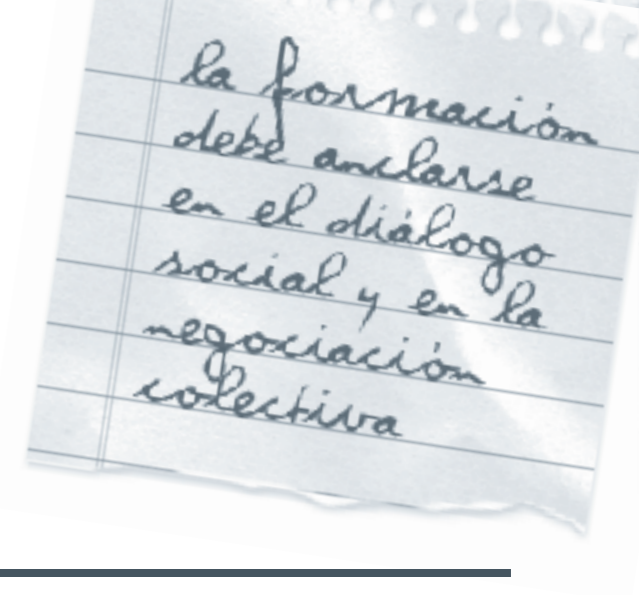 la formación
debe anclarse
en el diálogo
social y en la
negociación
colectiva